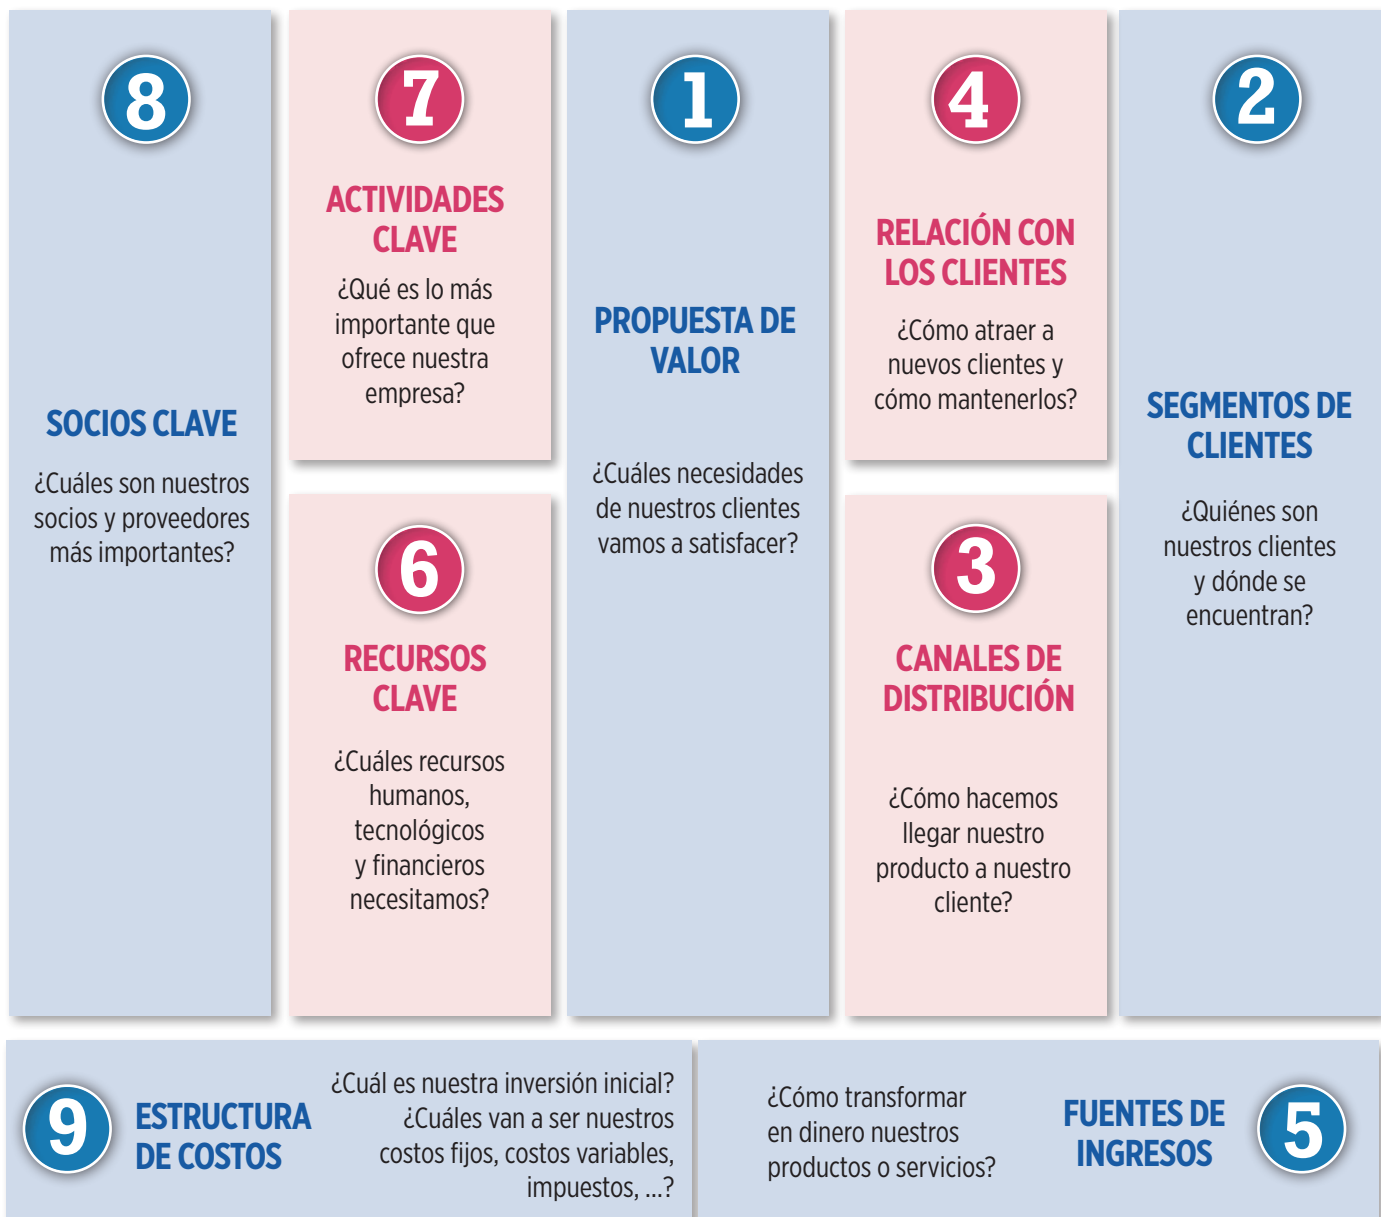 8
SOCIOS CLAVE
¿Cuáles son nuestros
socios y proveedores
más importantes?
7
ACTIVIDADES
CLAVE
¿Qué es lo más
importante que
ofrece nuestra
empresa?
6
RECURSOS
CLAVE
¿Cuáles recursos
humanos,
tecnológicos
y financieros
necesitamos?
1
PROPUESTA DE
VALOR
¿Cuáles necesidades
de nuestros clientes
vamos a satisfacer?
4
RELACIÓN CON
LOS CLIENTES
¿Cómo atraer a
nuevos clientes y
cómo mantenerlos?
3
CANALES DE
DISTRIBUCIÓN
¿Cómo hacemos
llegar nuestro
producto a nuestro
cliente?
2
SEGMENTOS DE
CLIENTES
¿Quiénes son
nuestros clientes
y dónde se
encuentran?
9
ESTRUCTURA
DE COSTOS
¿Cuál es nuestra inversión inicial?
¿Cuáles van a ser nuestros
costos fijos, costos variables,
impuestos, ...?
¿Cómo transformar
en dinero nuestros
productos o servicios?
FUENTES DE
INGRESOS
5